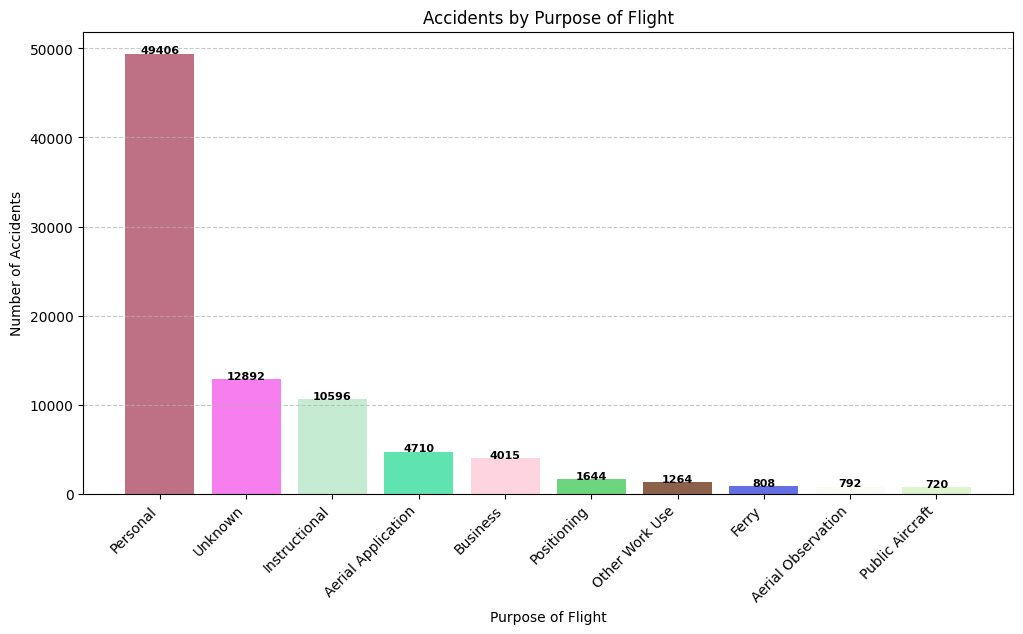 Accidents by Purpose of Flight
Number of Accidents
50000
40000
30000
20000
10000
0
49406
12892
10596
4710
4015
1644
1264
808
792
720
Personal
Unknown
Instructional
Aerial Application
Business
Positioning
Other Work Use
Ferry
Aerial Observation
Public Aircraft
Purpose of Flight